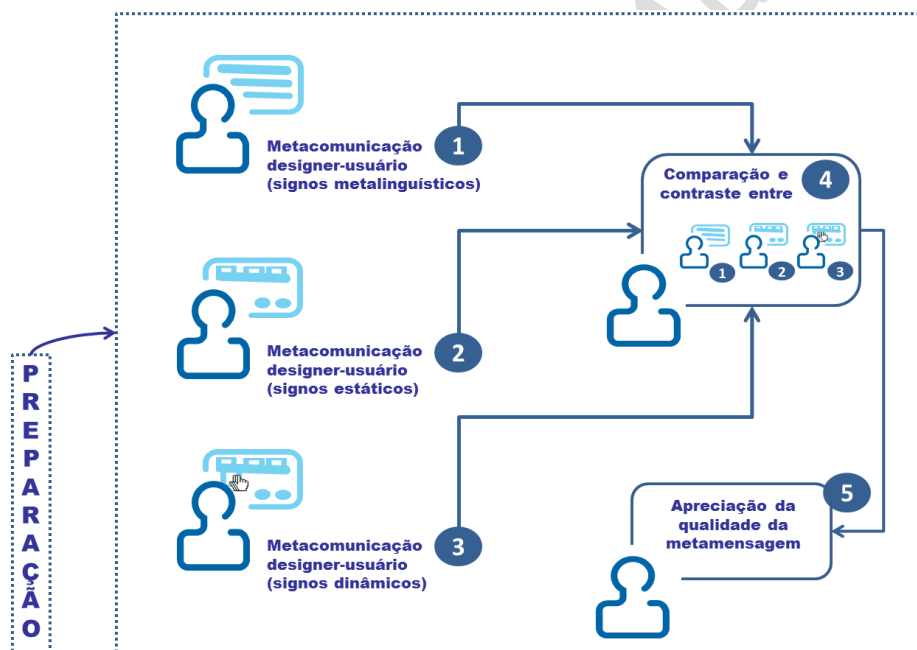 PREPARAÇÃO
Metacomunicação
designer-usuário
(signos metalinguísticos)
1
Metacomunicação
designer-usuário
(signos estáticos)
2
Metacomunicação
designer-usuário
(signos dinâmicos)
3
Comparação e
contraste entre
4
1
2
3
Apreciação da
qualidade da
metamensagem
5